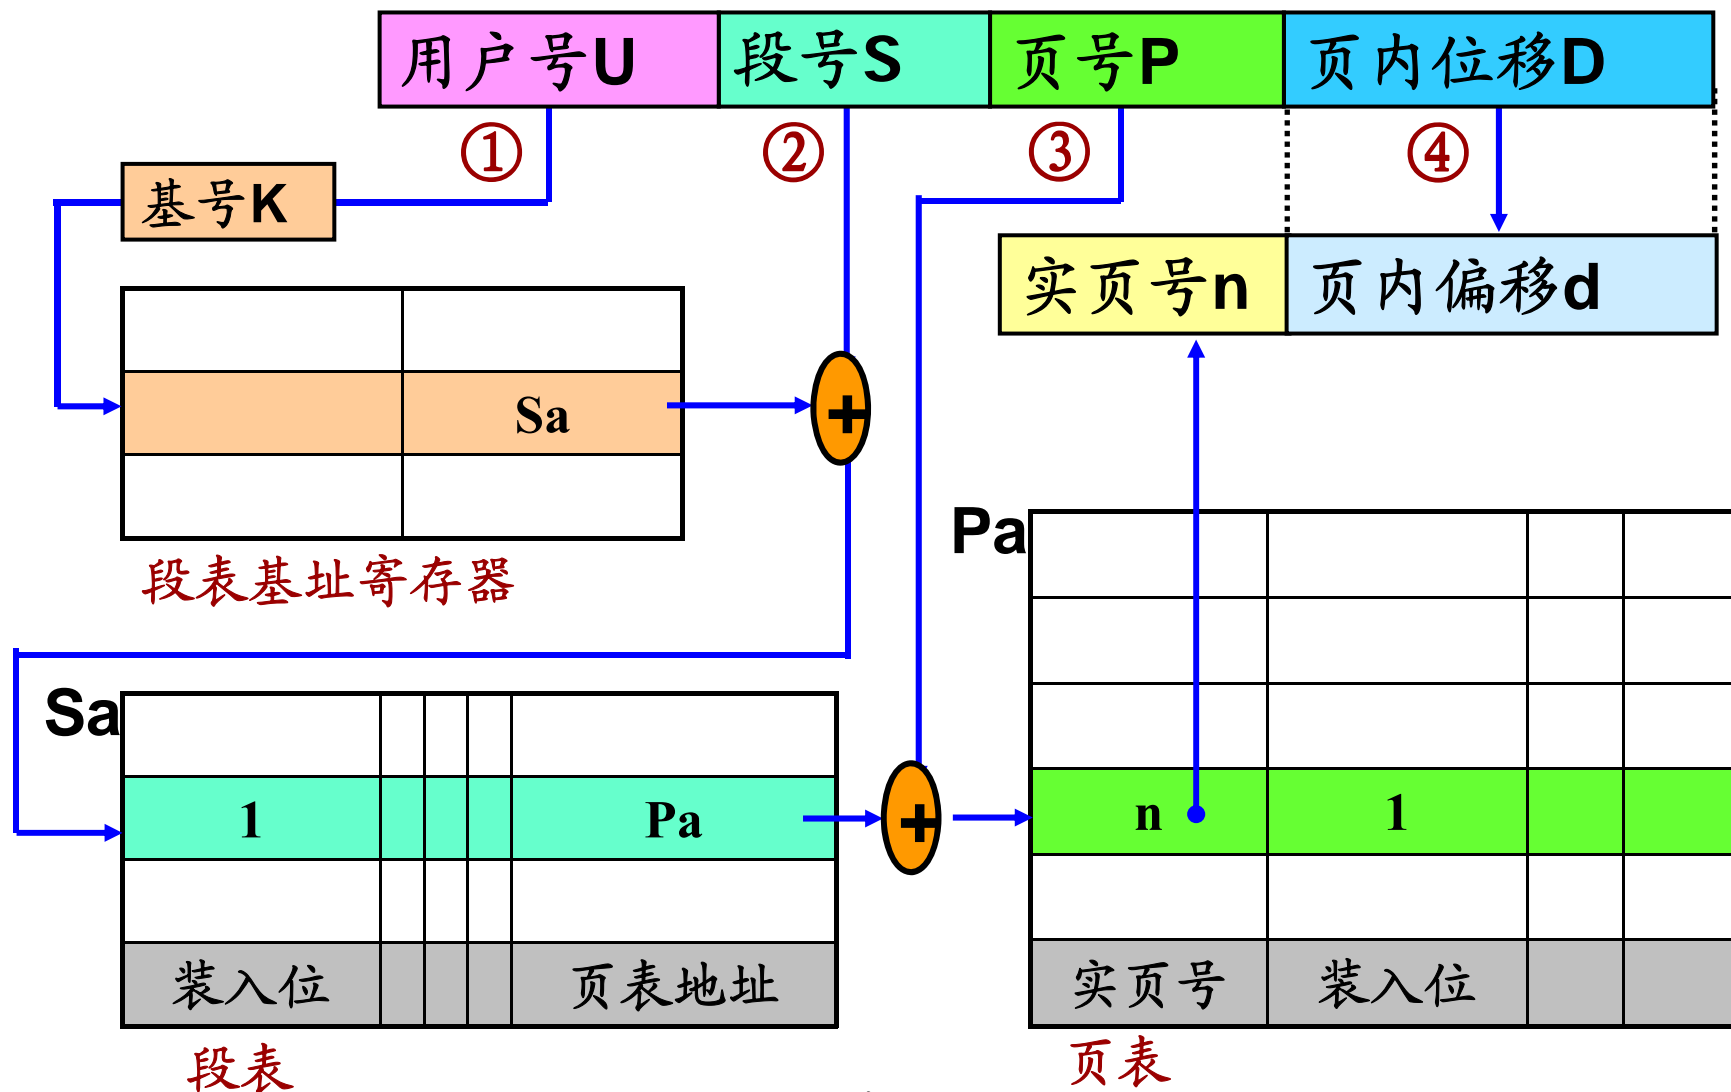 用户号U 段号S 页号P 页内位移D
① ② ③ ④
基号K
实页号n 页内偏移d
Sa +
段表基址寄存器
Pa
Sa
1 Pa + n 1
装入位 页表地址 实页号 装入位
段表 页表